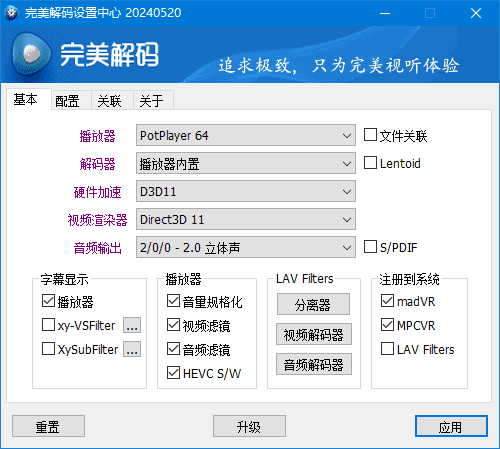 完美解码设置中心 20240520
完美解码
追求极致，只为完美视听体验
基本 配置 关联 关于
播放器 PotPlayer 64 文件关联
解码器 播放器内置 Lentoid
硬件加速 D3D11
视频渲染器 Direct3D 11
音频输出 2/0/0 - 2.0 立体声 S/PDIF
字幕显示 播放器 LAV Filters 注册到系统
播放器 音量规格化 分离器 madVR
xy-VSFilter ... 视频滤镜 视频解码器 MPCVR
XySubFilter ... 音频滤镜 音频解码器 LAV Filters
HEVC S/W
重置 升级 应用